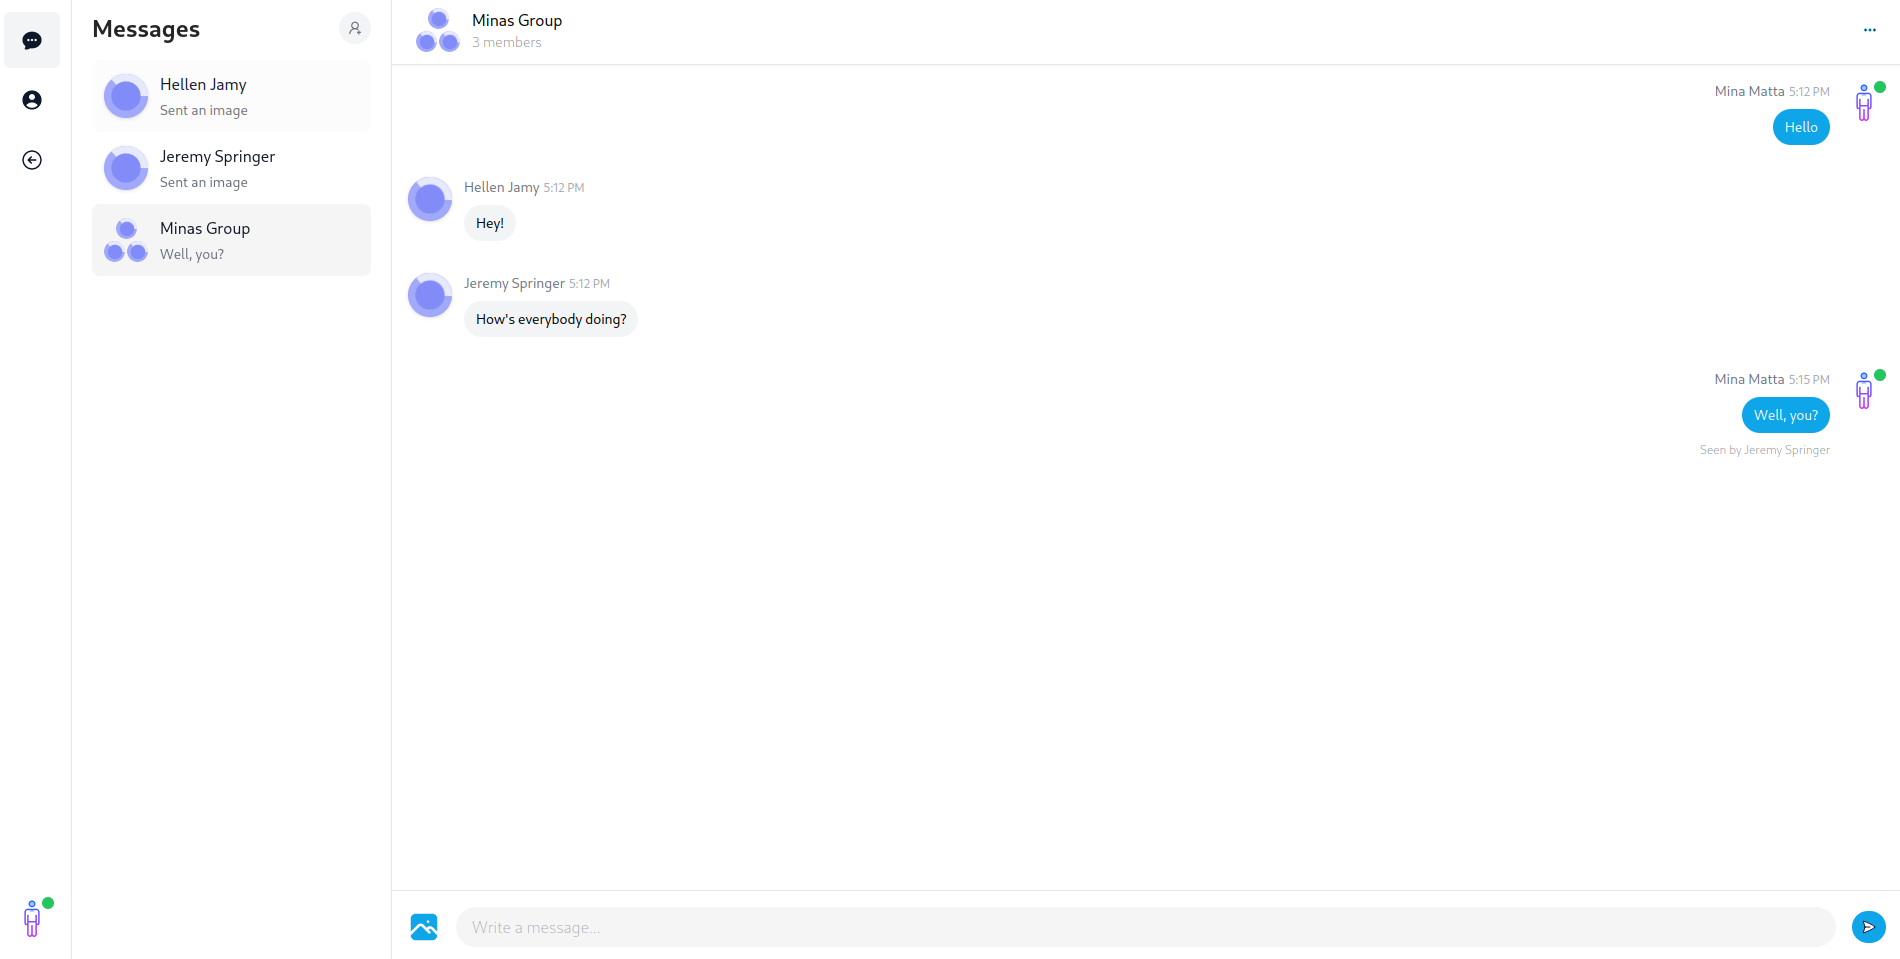 Messages
Hellen Jamy
Sent an image
Jeremy Springer
Sent an image
Minas Group
Well, you?
Minas Group
3 members
Mina Matta 5:12 PM
Hello
Hellen Jamy 5:12 PM
Hey!
Jeremy Springer 5:12 PM
How's everybody doing?
Mina Matta 5:15 PM
Well, you?
Seen by Jeremy Springer
Write a message...